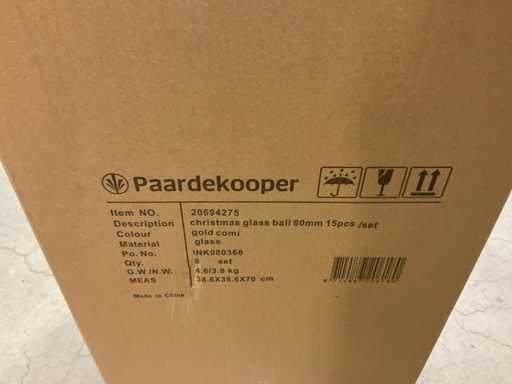 Paardekooper
Item NO. 20694275
Description christmas glass ball 80mm 15pcs /set
Colour gold comi
Material glass
Po. No. INK080366
Qty. 8 set
G.W./N.W. 4.6/3.8 kg
MEAS 38.6X38.6X70 cm
Made in China